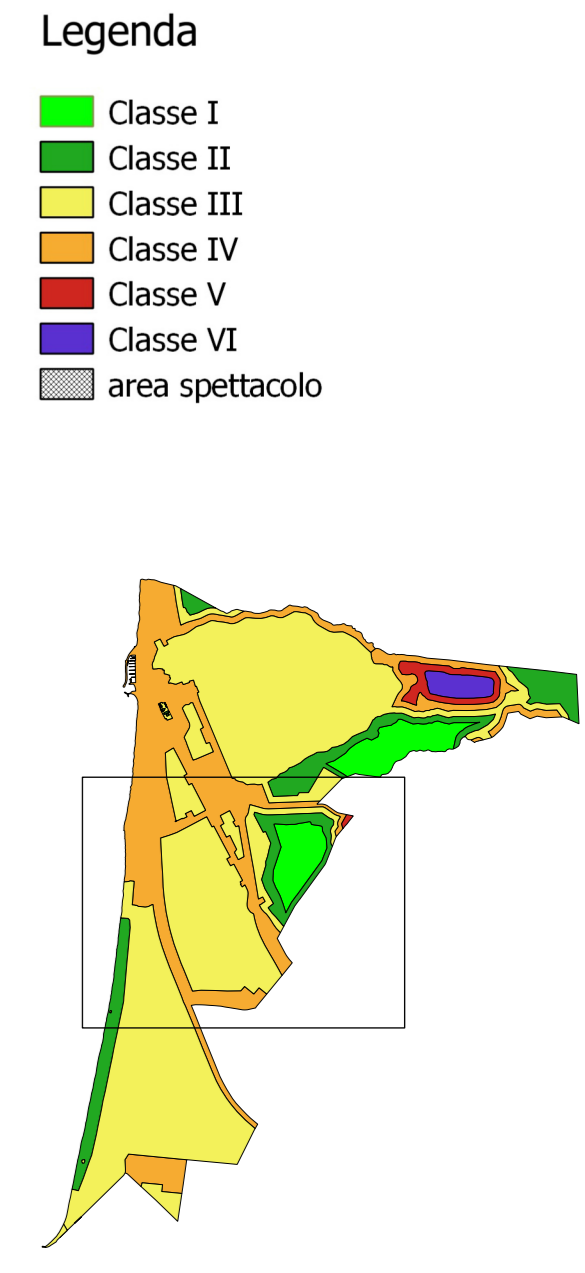 Legenda
Classe I
Classe II
Classe III
Classe IV
Classe V
Classe VI
area spettacolo